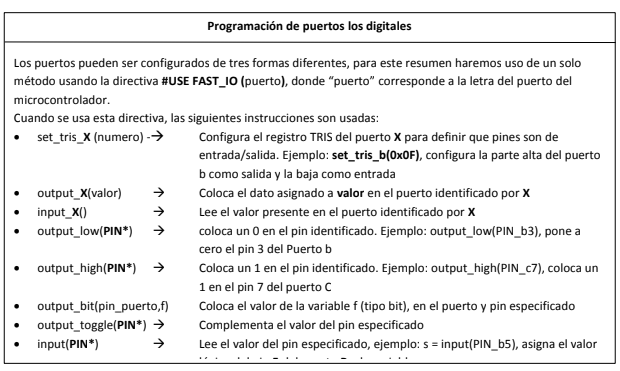 Programación de puertos los digitales
Los puertos pueden ser configurados de tres formas diferentes, para este resumen haremos uso de un solo
método usando la directiva #USE FAST_IO (puerto), donde "puerto" corresponde a la letra del puerto del
microcontrolador.
Cuando se usa esta directiva, las siguientes instrucciones son usadas:
• set_tris_X (numero) -→ Configura el registro TRIS del puerto X para definir que pines son de
entrada/salida. Ejemplo: set_tris_b(0x0F), configura la parte alta del puerto
b como salida y la baja como entrada
• output_X(valor) → Coloca el dato asignado a valor en el puerto identificado por X
• input_X() → Lee el valor presente en el puerto identificado por X
• output_low(PIN*) → coloca un 0 en el pin identificado. Ejemplo: output_low(PIN_b3), pone a
cero el pin 3 del Puerto b
• output_high(PIN*) → Coloca un 1 en el pin identificado. Ejemplo: output_high(PIN_c7), coloca un
1 en el pin 7 del puerto C
• output_bit(pin_puerto,f) Coloca el valor de la variable f (tipo bit), en el puerto y pin especificado
• output_toggle(PIN*) → Complementa el valor del pin especificado
• input(PIN*) → Lee el valor del pin especificado, ejemplo: s = input(PIN_b5), asigna el valor